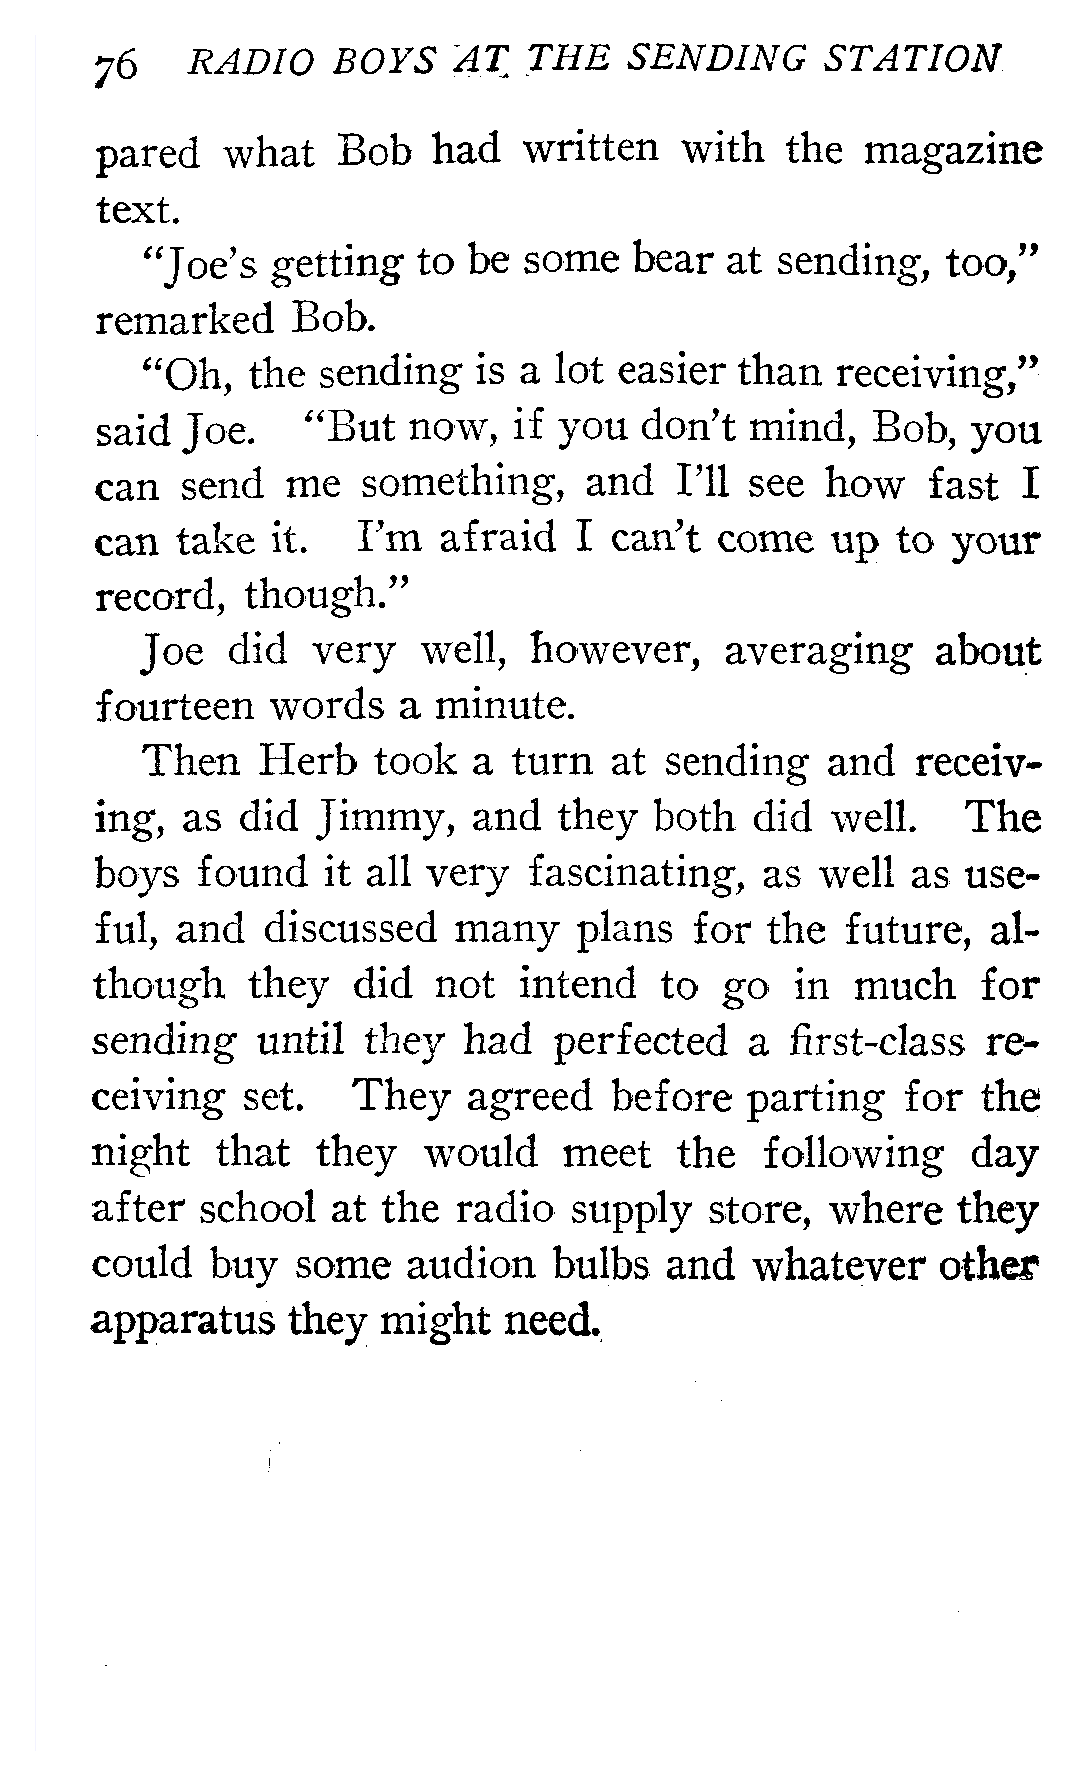 76 RADIO BOYS AT THE SENDING STATION
pared what Bob had written with the magazine
text.
"Joe's getting to be some bear at sending, too,"
remarked Bob.
"Oh, the sending is a lot easier than receiving,"
said Joe. "But now, if you don't mind, Bob, you
can send me something, and I'll see how fast I
can take it. I'm afraid I can't come up to your
record, though."
Joe did very well, however, averaging about
fourteen words a minute.
Then Herb took a turn at sending and receiv-
ing, as did Jimmy, and they both did well. The
boys found it all very fascinating, as well as use-
ful, and discussed many plans for the future, al-
though they did not intend to go in much for
sending until they had perfected a first-class re-
ceiving set. They agreed before parting for the
night that they would meet the following day
after school at the radio supply store, where they
could buy some audion bulbs and whatever other
apparatus they might need.